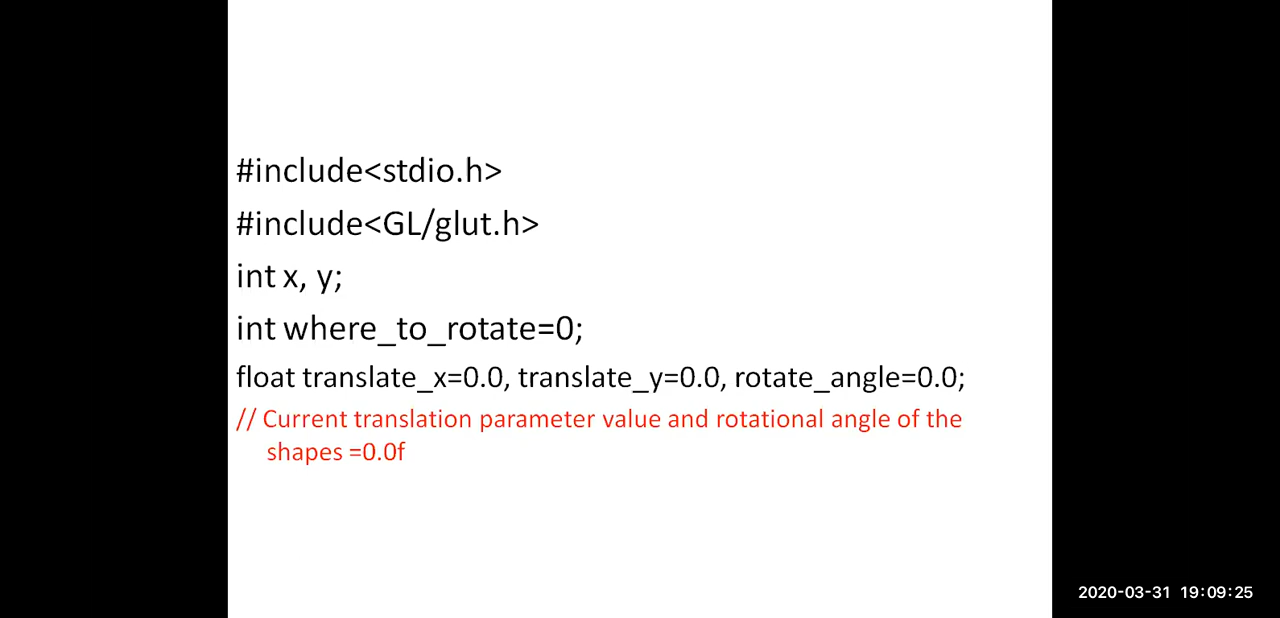 #include<stdio.h>
#include<GL/glut.h>
int x, y;
int where_to_rotate=0;
float translate_x=0.0, translate_y=0.0, rotate_angle=0.0;
// Current translation parameter value and rotational angle of the
shapes =0.0f
2020-03-31 19:09:25